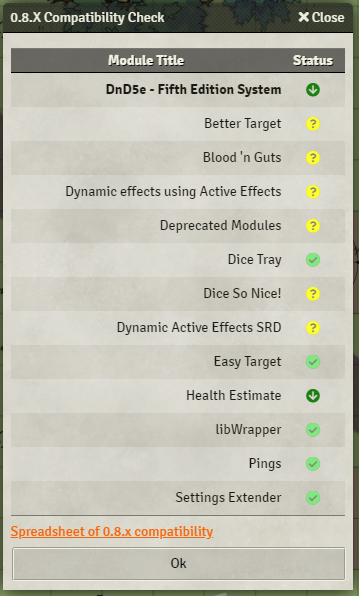 0.8.X Compatibility Check
×Close
Module Title Status
DnD5e - Fifth Edition System
Better Target ?
Blood 'n Guts ?
Dynamic effects using Active Effects ?
Deprecated Modules ?
Dice Tray
Dice So Nice! ?
Dynamic Active Effects SRD ?
Easy Target
Health Estimate
libWrapper
Pings
Settings Extender
Spreadsheet of 0.8.x compatibility
Ok